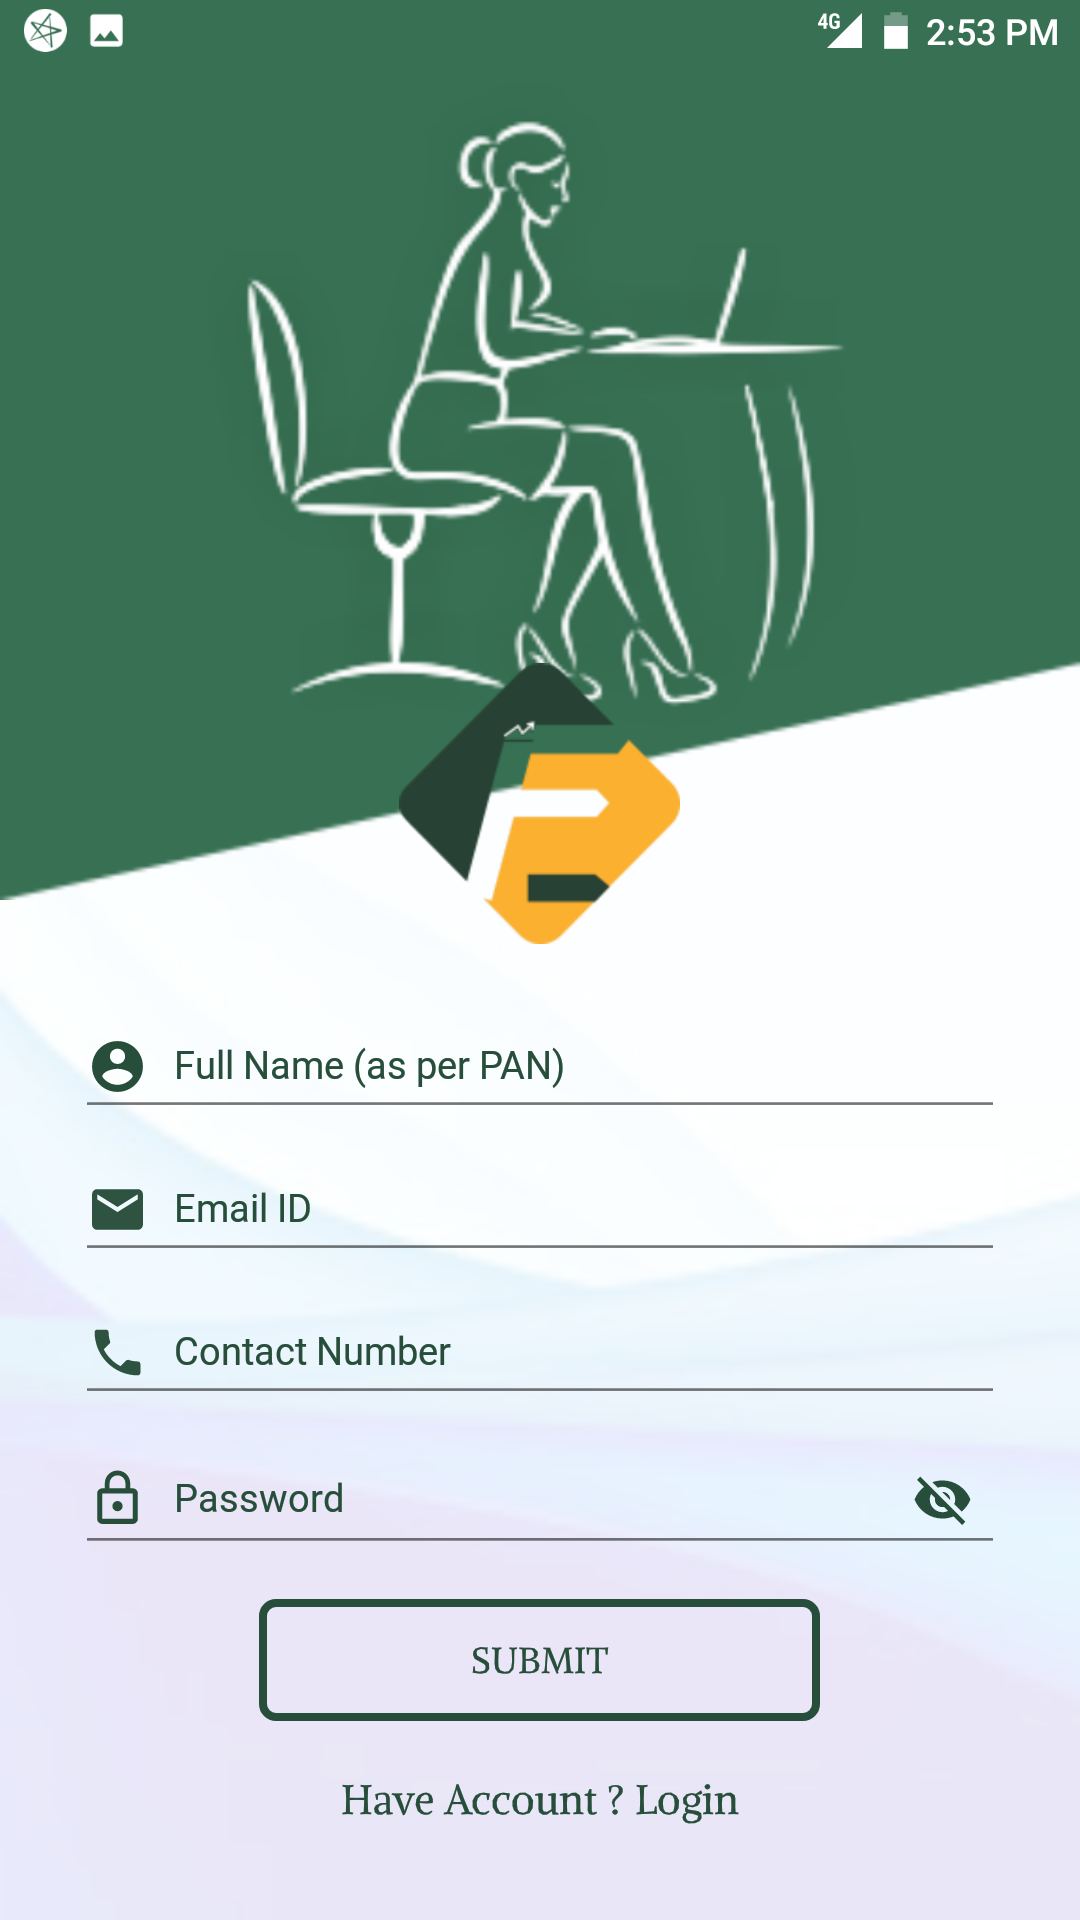 4G 2:53 PM
Full Name (as per PAN)
Email ID
Contact Number
Password
SUBMIT
Have Account ? Login